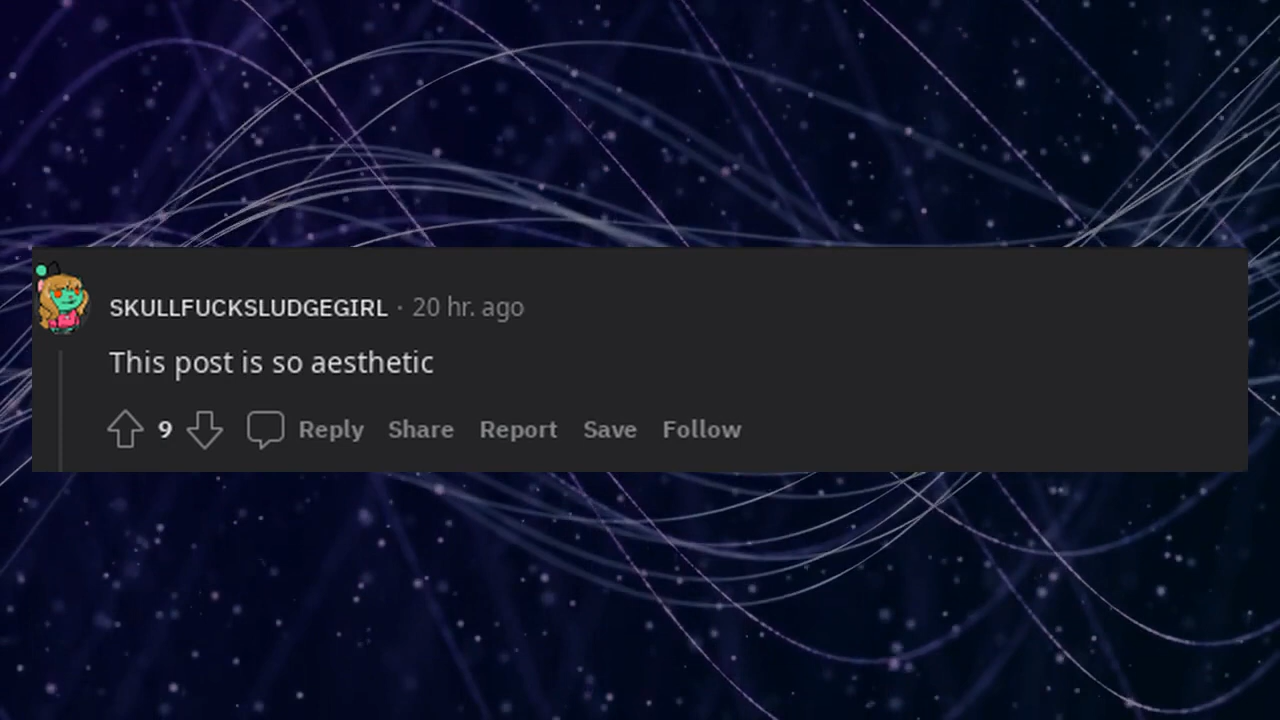 SKULLFUCKSLUDGEGIRL · 20 hr. ago
This post is so aesthetic
9 Reply Share Report Save Follow